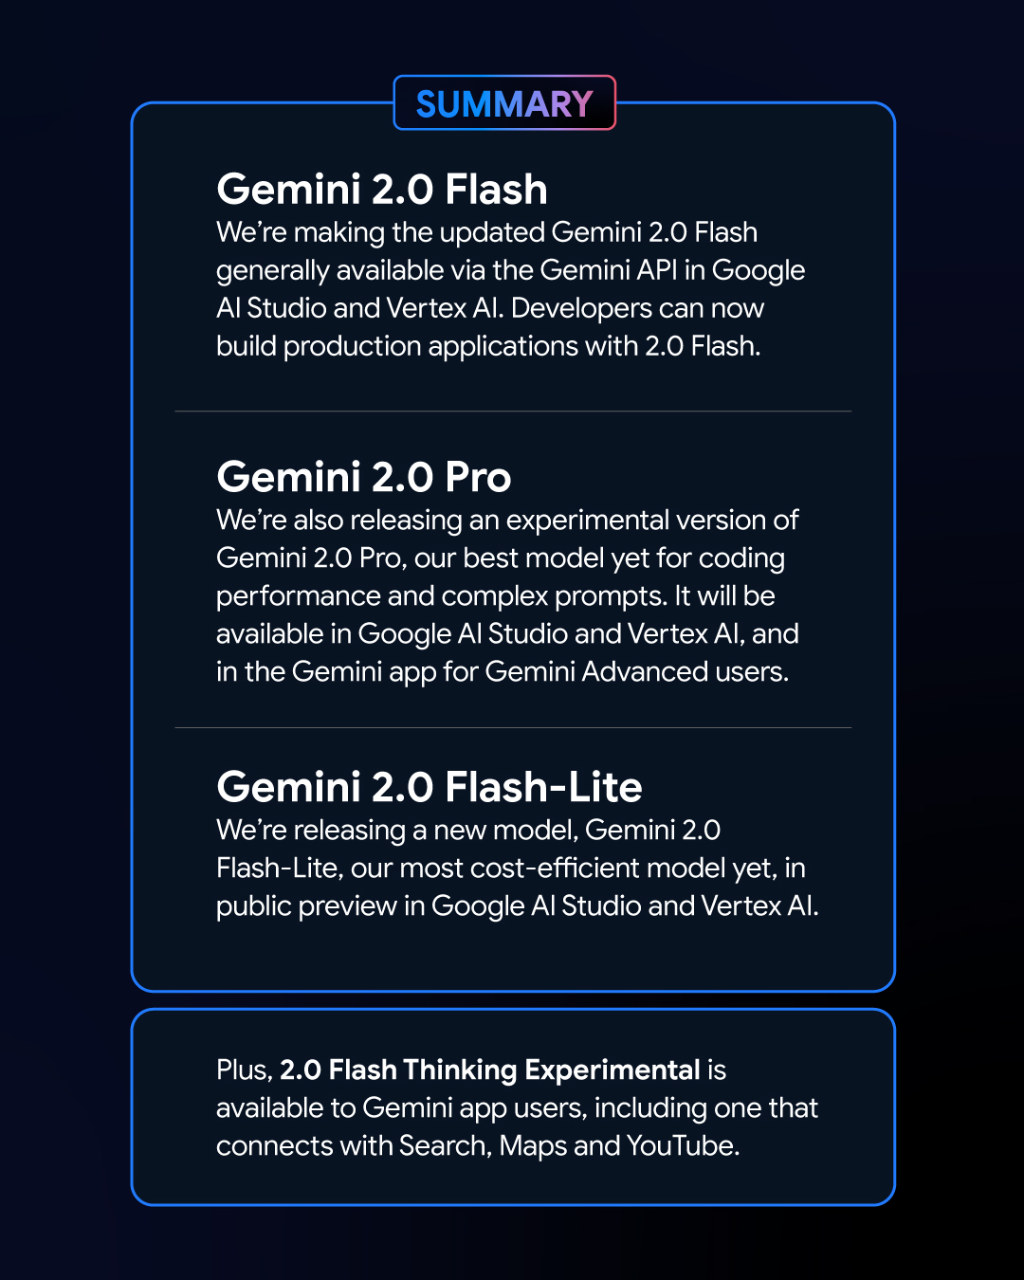 SUMMARY
Gemini 2.0 Flash
We’re making the updated Gemini 2.0 Flash
generally available via the Gemini API in Google
AI Studio and Vertex AI. Developers can now
build production applications with 2.0 Flash.
Gemini 2.0 Pro
We’re also releasing an experimental version of
Gemini 2.0 Pro, our best model yet for coding
performance and complex prompts. It will be
available in Google AI Studio and Vertex AI, and
in the Gemini app for Gemini Advanced users.
Gemini 2.0 Flash-Lite
We’re releasing a new model, Gemini 2.0
Flash-Lite, our most cost-efficient model yet, in
public preview in Google AI Studio and Vertex AI.
Plus, 2.0 Flash Thinking Experimental is
available to Gemini app users, including one that
connects with Search, Maps and YouTube.